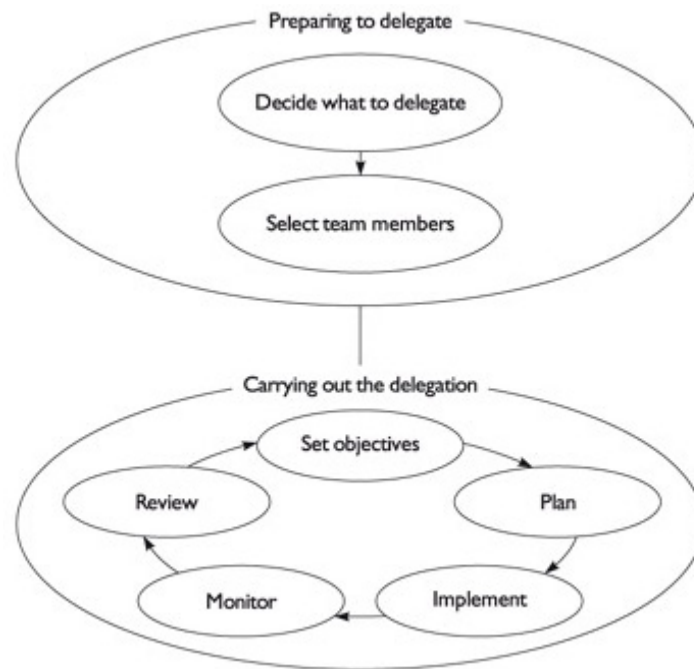 Preparing to delegate
Decide what to delegate
Select team members
Carrying out the delegation
Set objectives
Review
Plan
Monitor
Implement